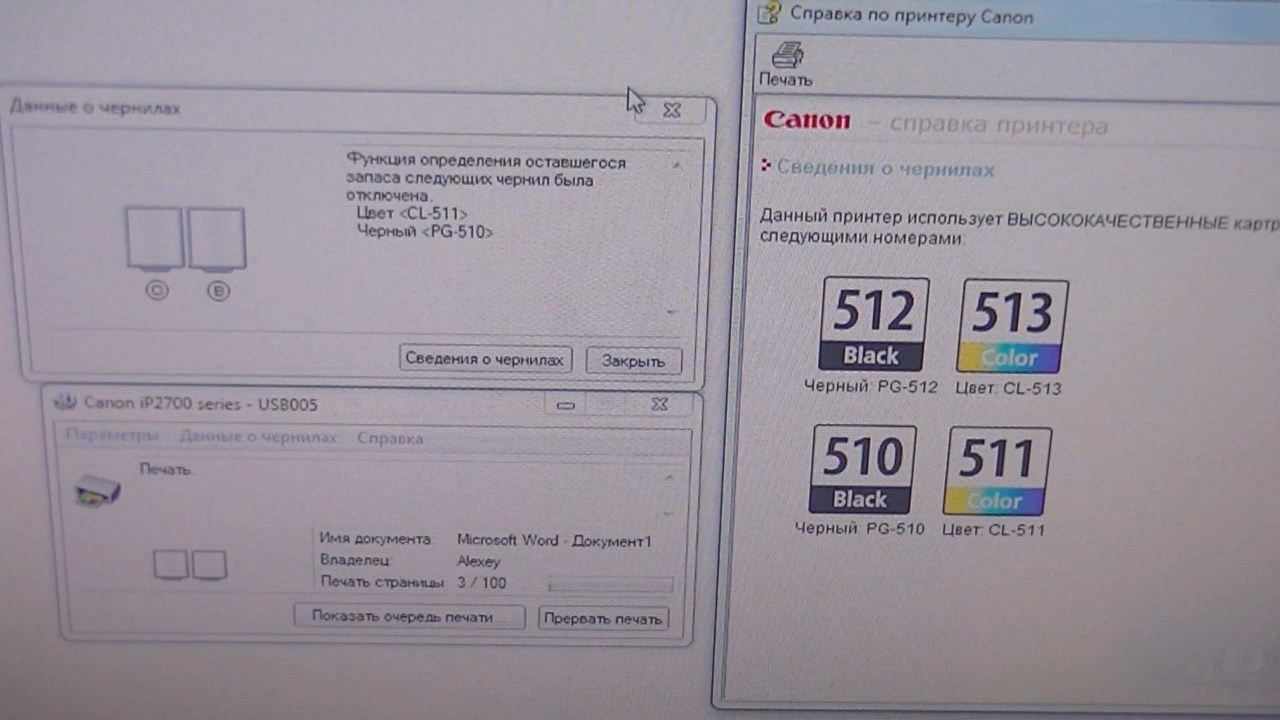 Данные о чернилах
Функция определения оставшегося
запаса следующих чернил была
отключена.
Цвет <CL-511>
Черный <PG-510>
C B
Сведения о чернилах Закрыть
Canon iP2700 series - USB005
Параметры Данные о чернилах Справка
Печать.
Имя документа: Microsoft Word - Документ1
Владелец: Alexey
Печать страницы: 3 / 100
Показать очередь печати... Прервать печать
Справка по принтеру Canon
Печать
Canon – справка принтера
Сведения о чернилах
Данный принтер использует ВЫСОКОКАЧЕСТВЕННЫЕ картр
следующими номерами:
512 513
Black Color
Черный: PG-512 Цвет: CL-513
510 511
Black Color
Черный: PG-510 Цвет: CL-511